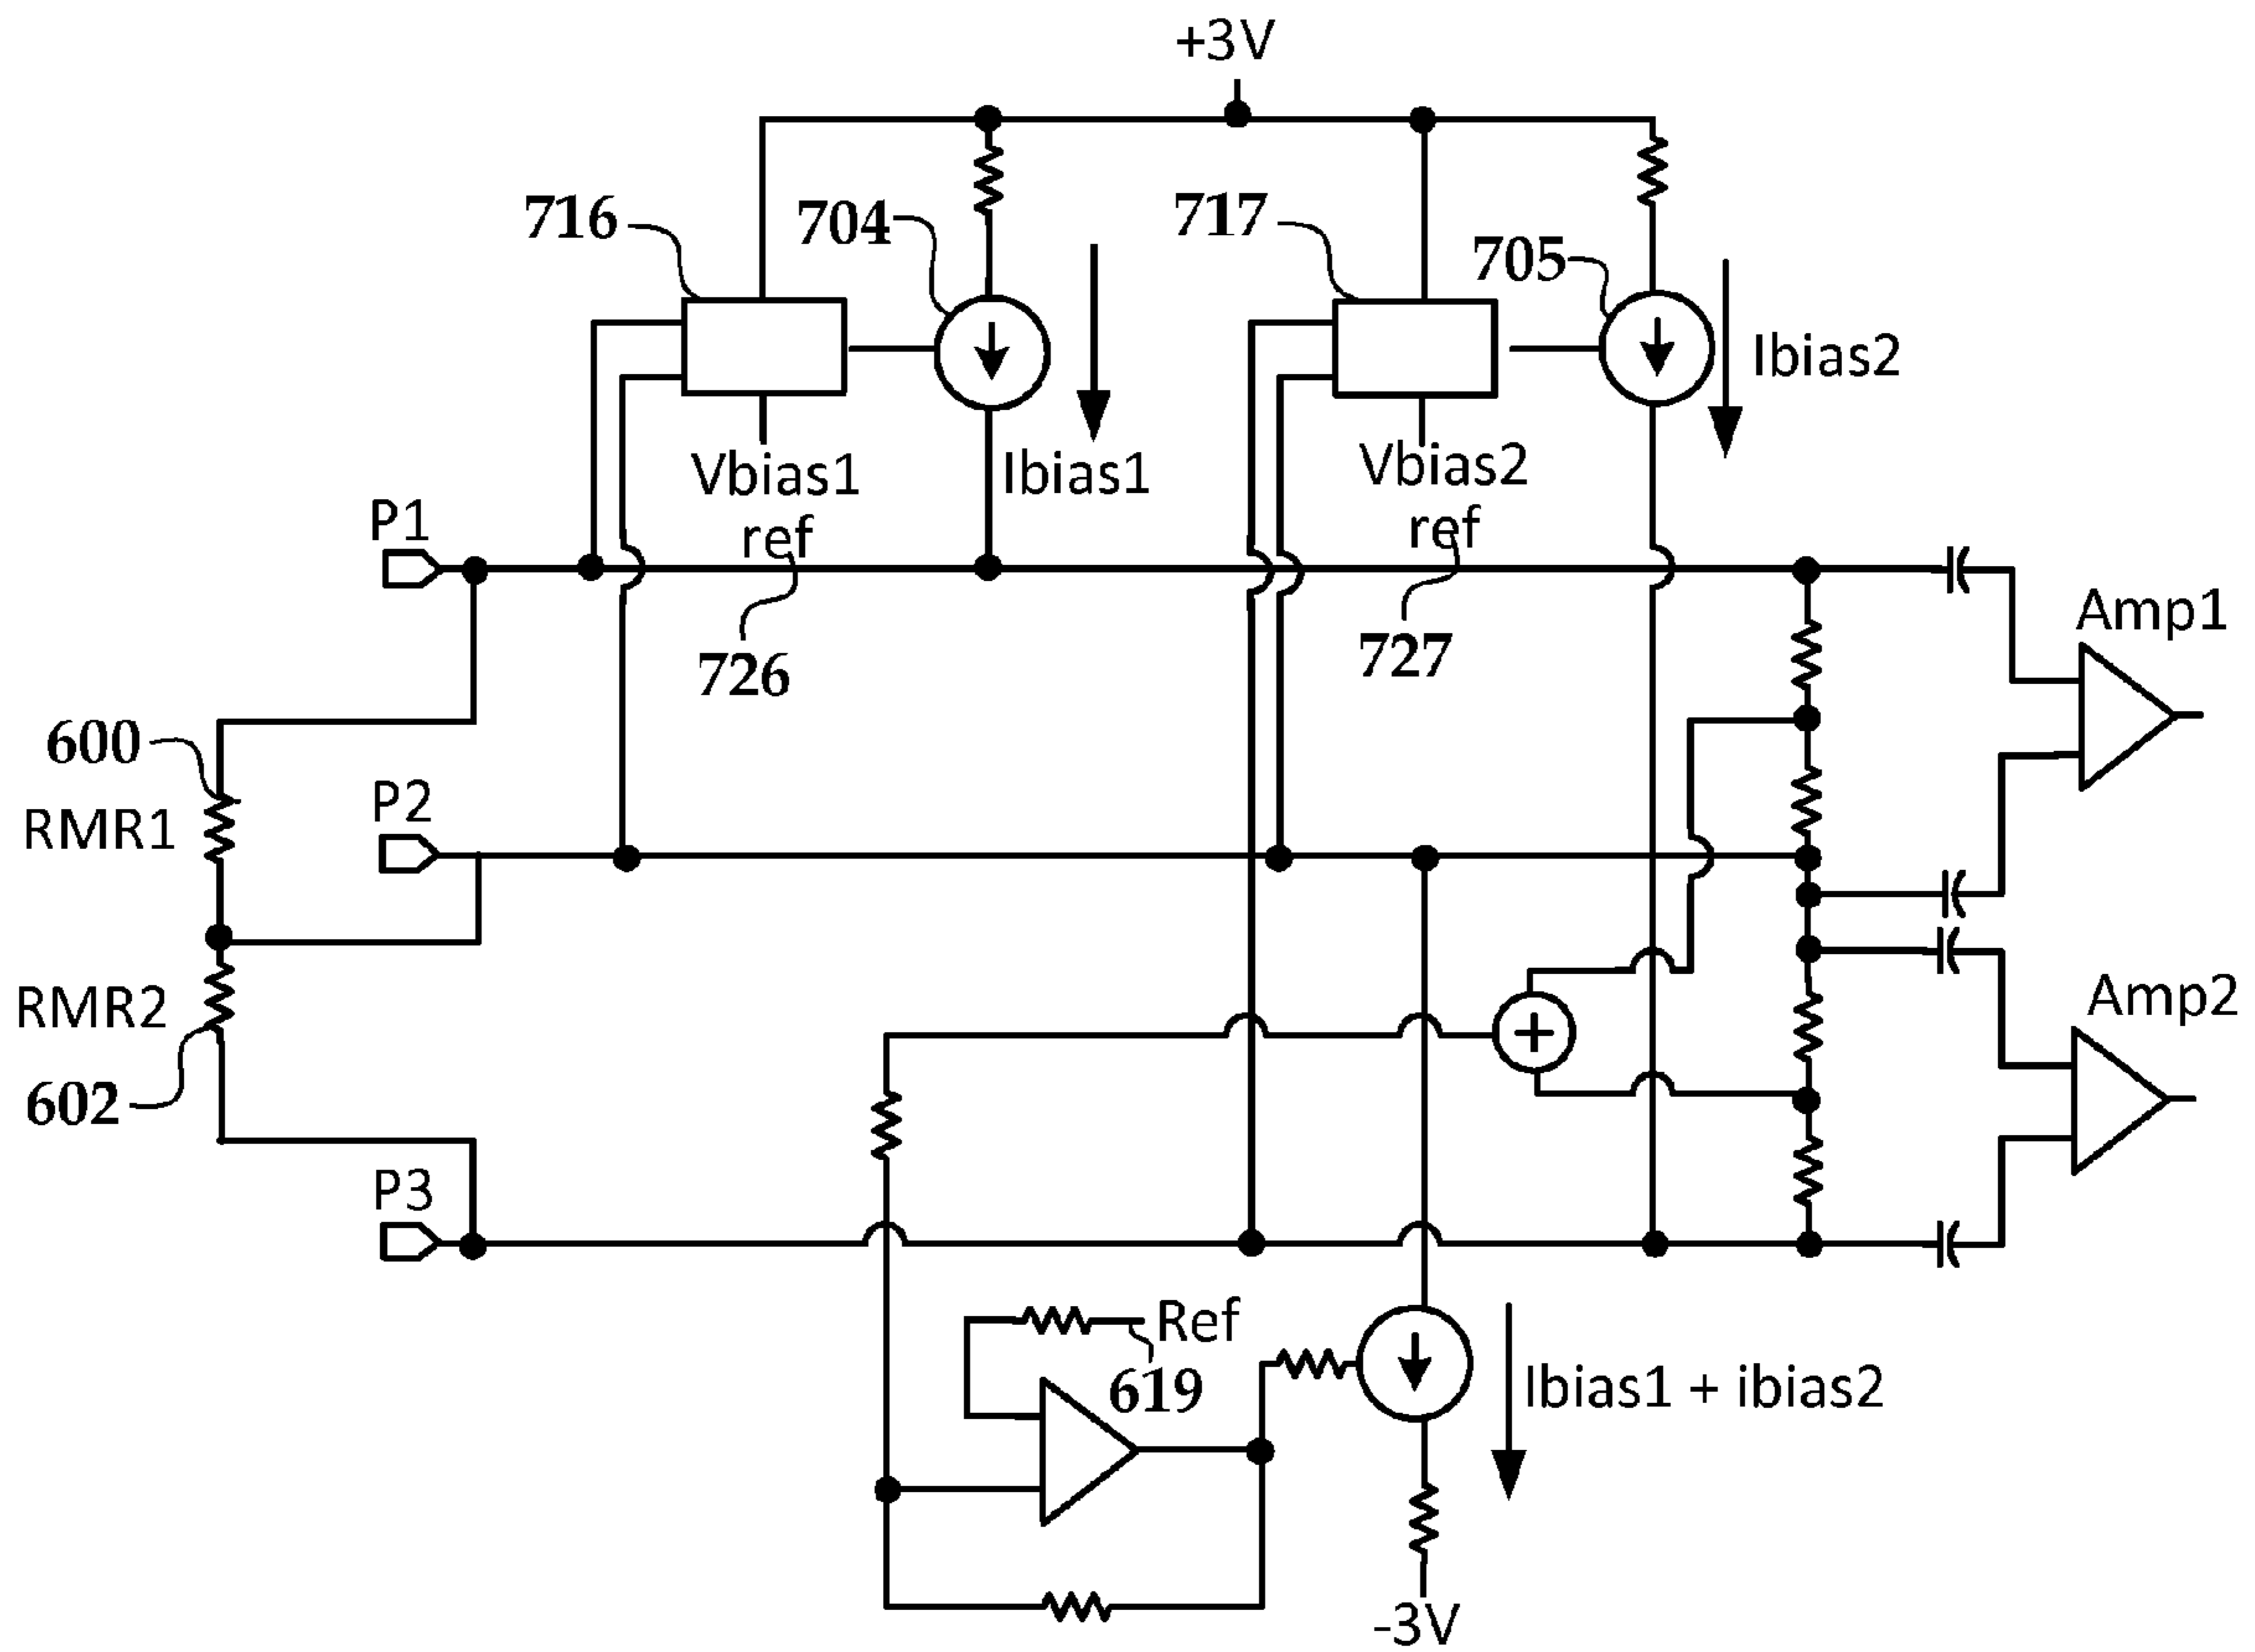 +3V
716
704
717
705
Ibias2
Vbias1
ref
Ibias1
Vbias2
ref
P1
726
727
Amp1
600
RMR1
P2
RMR2
602
Amp2
P3
Ref
619
Ibias1 + ibias2
-3V
+